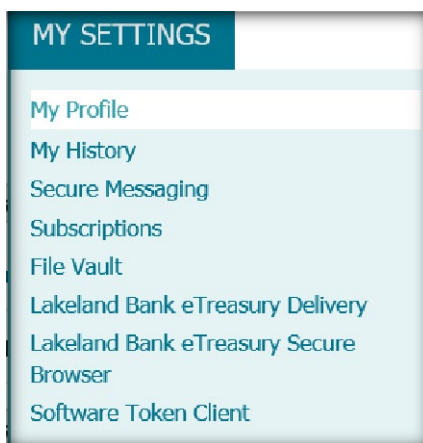 MY SETTINGS
My Profile
My History
Secure Messaging
Subscriptions
File Vault
Lakeland Bank eTreasury Delivery
Lakeland Bank eTreasury Secure
Browser
Software Token Client